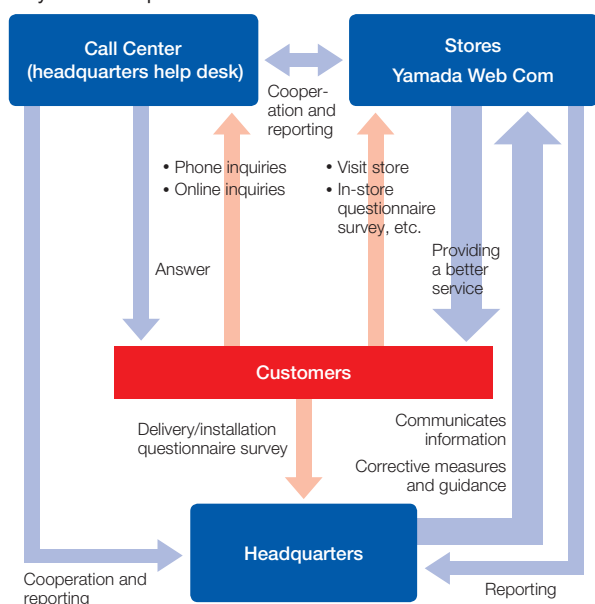 Call Center
(headquarters help desk)
Stores
Yamada Web Com
Cooper-
ation and
reporting
• Phone inquiries
• Online inquiries
• Visit store
• In-store
questionnaire
survey, etc.
Answer
Providing
a better
service
Customers
Delivery/installation
questionnaire survey
Communicates
information
Corrective measures
and guidance
Headquarters
Cooperation and
reporting
Reporting